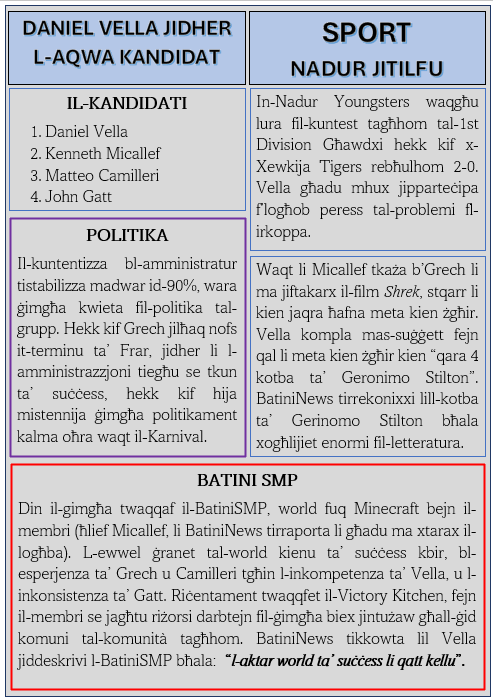 DANIEL VELLA JIDHER
L-AQWA KANDIDAT
SPORT
NADUR JITILFU
IL-KANDIDATI
1. Daniel Vella
2. Kenneth Micallef
3. Matteo Camilleri
4. John Gatt
In-Nadur Youngsters waqgħu
lura fil-kuntest tagħhom tal-1st
Division Għawdxi hekk kif x-
Xewkija Tigers rebħulhom 2-0.
Vella għadu mhux jipparteċipa
f'logħob peress tal-problemi fl-
irkoppa.
POLITIKA
Il-kuntentizza bl-amministratur
tistabilizza madwar id-90%, wara
ġimgħa kwieta fil-politika tal-
grupp. Hekk kif Grech jilħaq nofs
it-terminu ta' Frar, jidher li l-
amministrazzjoni tiegħu se tkun
ta' suċċess, hekk kif hija
mistennija ġimgħa politikament
kalma oħra waqt il-Karnival.
Waqt li Micallef tkaża b'Grech li
ma jiftakarx il-film Shrek, stqarr li
kien jaqra ħafna meta kien żgħir.
Vella kompla mas-suġġett fejn
qal li meta kien żgħir kien “qara 4
kotba ta' Geronimo Stilton”.
BatiniNews tirrekonixxi lill-kotba
ta' Gerinomo Stilton bħala
xogħlijiet enormi fil-letteratura.
BATINI SMP
Din il-gimgħa twaqqaf il-BatiniSMP, world fuq Minecraft bejn il-
membri (ħlief Micallef, li BatiniNews tirraporta li għadu ma xtarax il-
logħba). L-ewwel ġranet tal-world kienu ta' suċċess kbir, bl-
esperjenza ta' Grech u Camilleri tgħin l-inkompetenza ta' Vella, u l-
inkonsistenza ta' Gatt. Riċentament twaqqfet il-Victory Kitchen, fejn
il-membri se jagħtu riżorsi darbtejn fil-ġimgħa biex jintużaw għall-ġid
komuni tal-komunità tagħhom. BatiniNews tikkowta lil Vella
jiddeskrivi l-BatiniSMP bħala: “l-aktar world ta' suċċess li qatt kellu”.